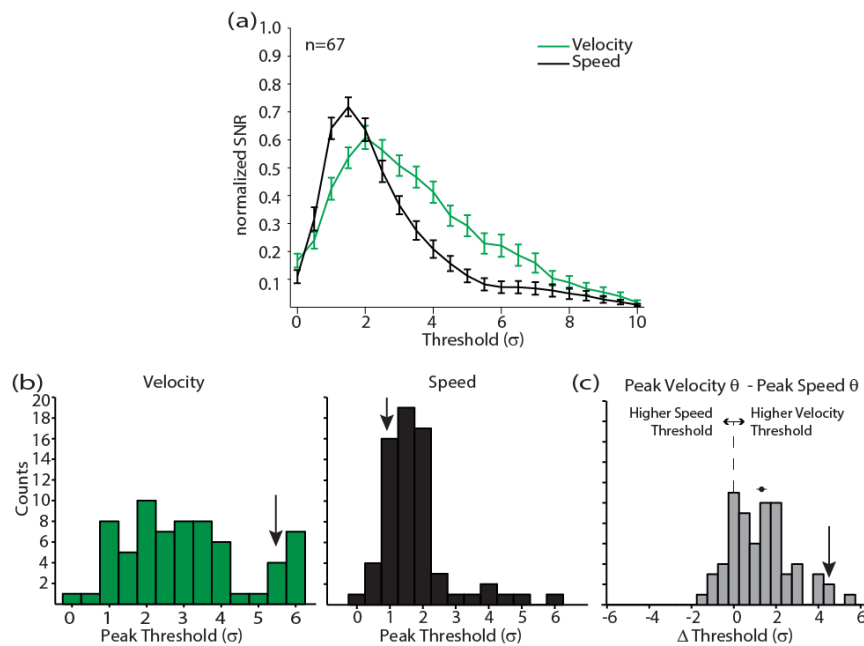 (a)
n=67
Velocity
Speed
normalized SNR
0.9
0.8
0.7
0.6
0.5
0.4
0.3
0.2
0.1
0 2 4 6 8 10
Threshold (σ)
(b)
Velocity
Counts
20
18
16
14
12
10
8
6
4
2
0 1 2 3 4 5 6
Peak Threshold (σ)
Speed
0 1 2 3 4 5 6
Peak Threshold (σ)
(c)
Peak Velocity θ - Peak Speed θ
Higher Speed
Threshold
Higher Velocity
Threshold
-6 -4 -2 0 2 4 6
Δ Threshold (σ)